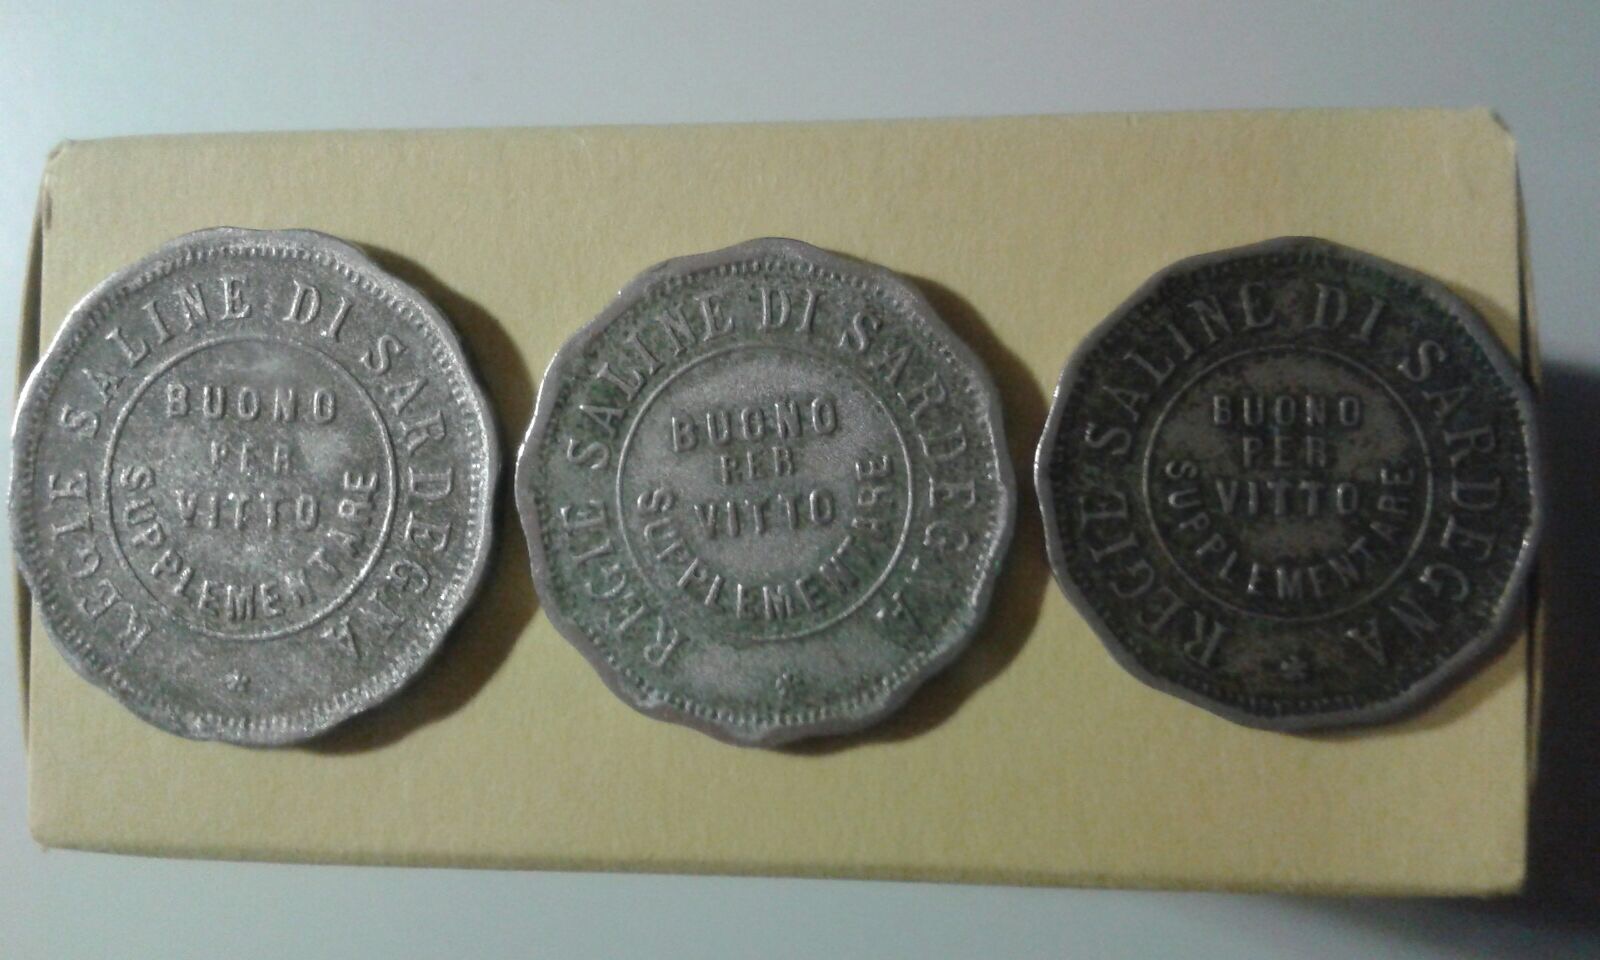 REGIE SALINE DI SARDEGNA
BUONO
PER
VITTO
SUPPLEMENTARE
*
REGIE SALINE DI SARDEGNA
BUONO
PER
VITTO
SUPPLEMENTARE
*
REGIE SALINE DI SARDEGNA
BUONO
PER
VITTO
SUPPLEMENTARE
*